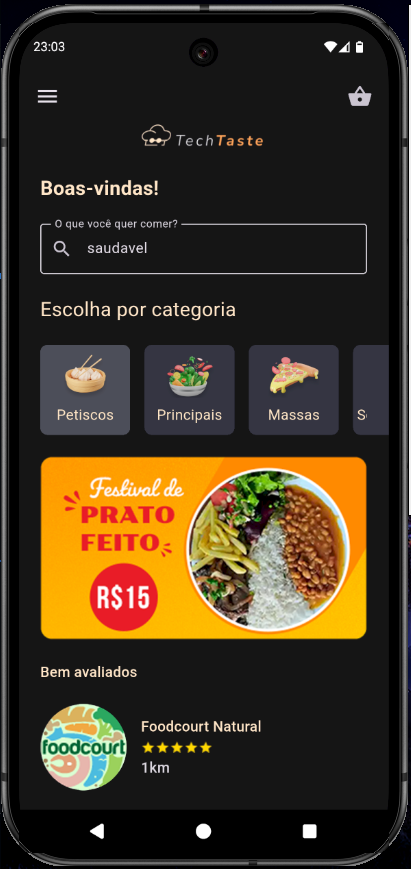 23:03
TechTaste
Boas-vindas!
O que você quer comer?
saudavel
Escolha por categoria
Petiscos
Principais
Massas
Festival de
PRATO
FEITO
R$15
Bem avaliados
foodcourt
Foodcourt Natural
1km